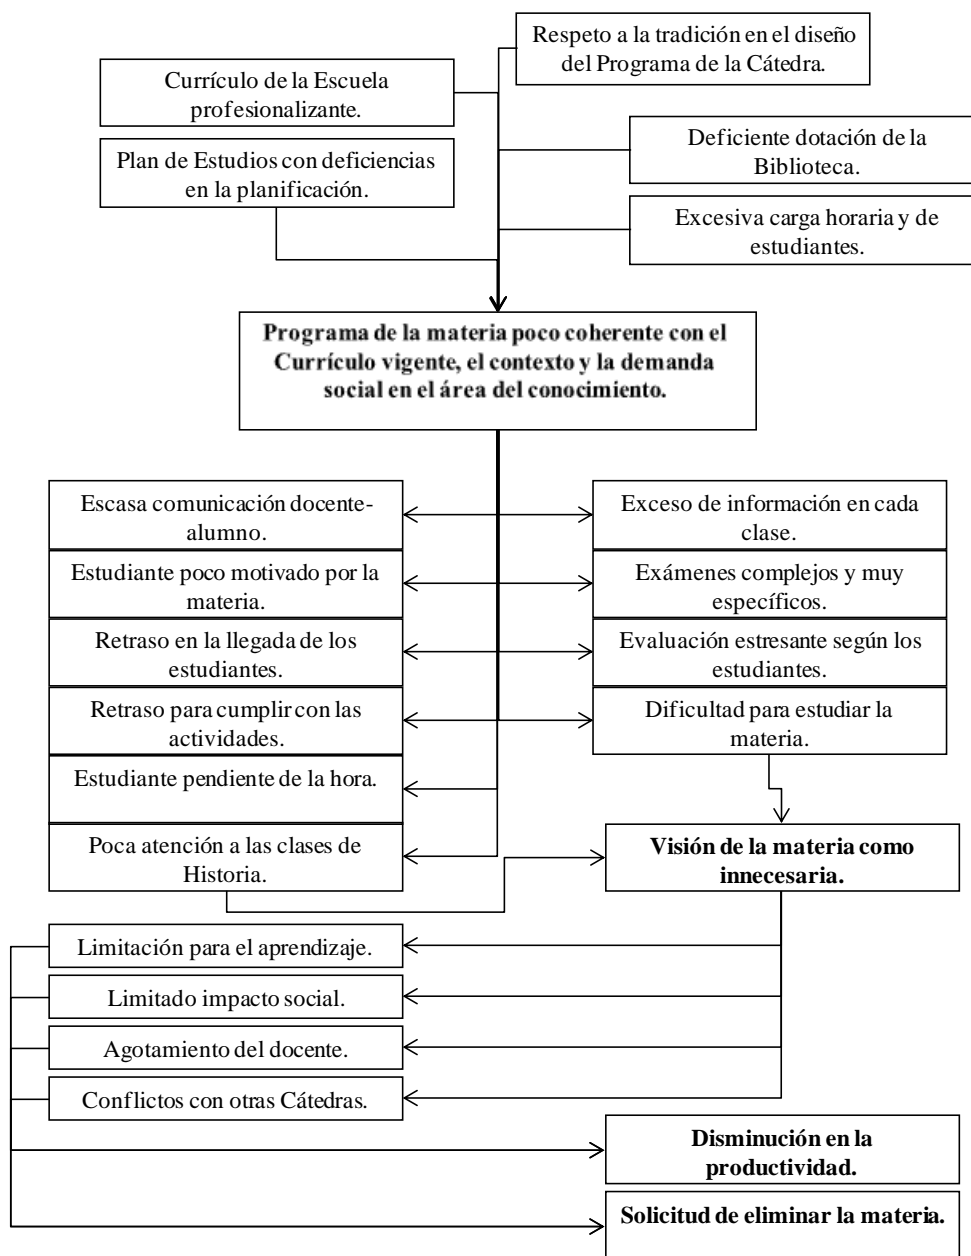 Respeto a la tradición en el diseño
del Programa de la Cátedra.
Currículo de la Escuela
profesionalizante.
Deficiente dotación de la
Biblioteca.
Plan de Estudios con deficiencias
en la planificación.
Excesiva carga horaria y de
estudiantes.
Programa de la materia poco coherente con el
Currículo vigente, el contexto y la demanda
social en el área del conocimiento.
Escasa comunicación docente-
alumno.
Exceso de información en cada
clase.
Estudiante poco motivado por la
materia.
Exámenes complejos y muy
específicos.
Retraso en la llegada de los
estudiantes.
Evaluación estresante según los
estudiantes.
Retraso para cumplir con las
actividades.
Dificultad para estudiar la
materia.
Estudiante pendiente de la hora.
Poca atención a las clases de
Historia.
Visión de la materia como
innecesaria.
Limitación para el aprendizaje.
Limitado impacto social.
Agotamiento del docente.
Conflictos con otras Cátedras.
Disminución en la
productividad.
Solicitud de eliminar la materia.